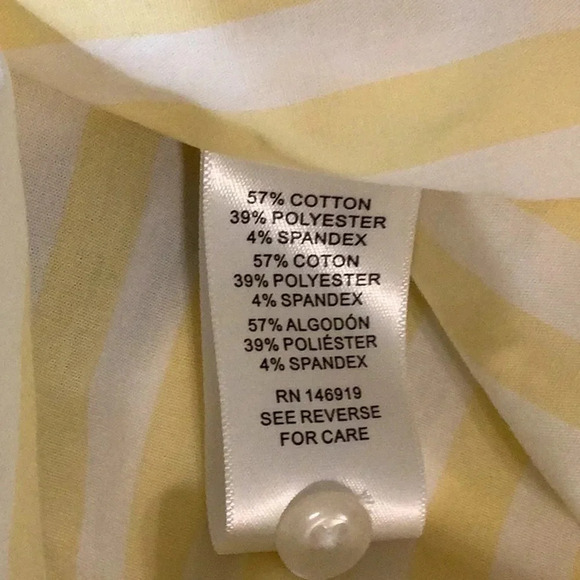 57% COTTON
39% POLYESTER
4% SPANDEX
57% COTON
39% POLYESTER
4% SPANDEX
57% ALGODÓN
39% POLIÉSTER
4% SPANDEX
RN 146919
SEE REVERSE
FOR CARE